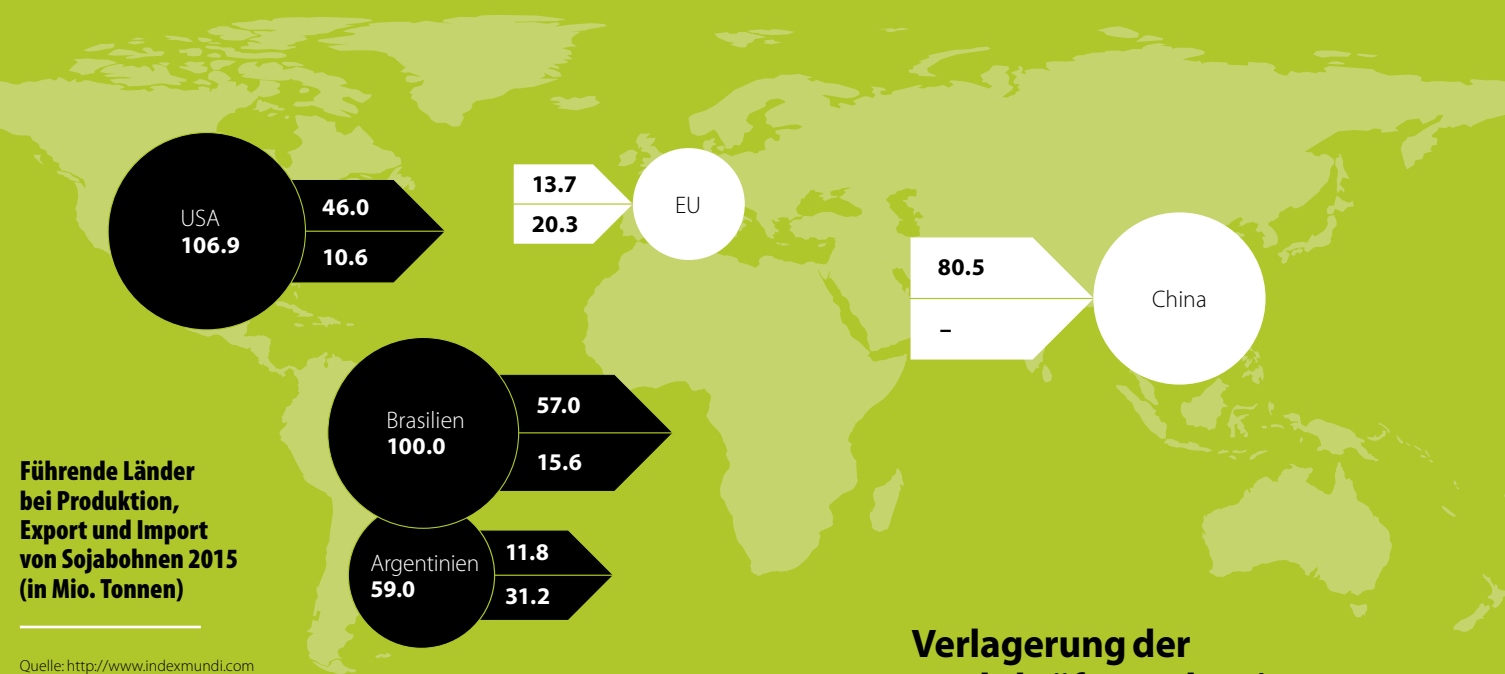 USA
106.9
46.0
10.6
13.7
20.3
EU
80.5
–
China
Brasilien
100.0
57.0
15.6
Argentinien
59.0
11.8
31.2
Führende Länder
bei Produktion,
Export und Import
von Sojabohnen 2015
(in Mio. Tonnen)
Quelle: http://www.indexmundi.com
Verlagerung der